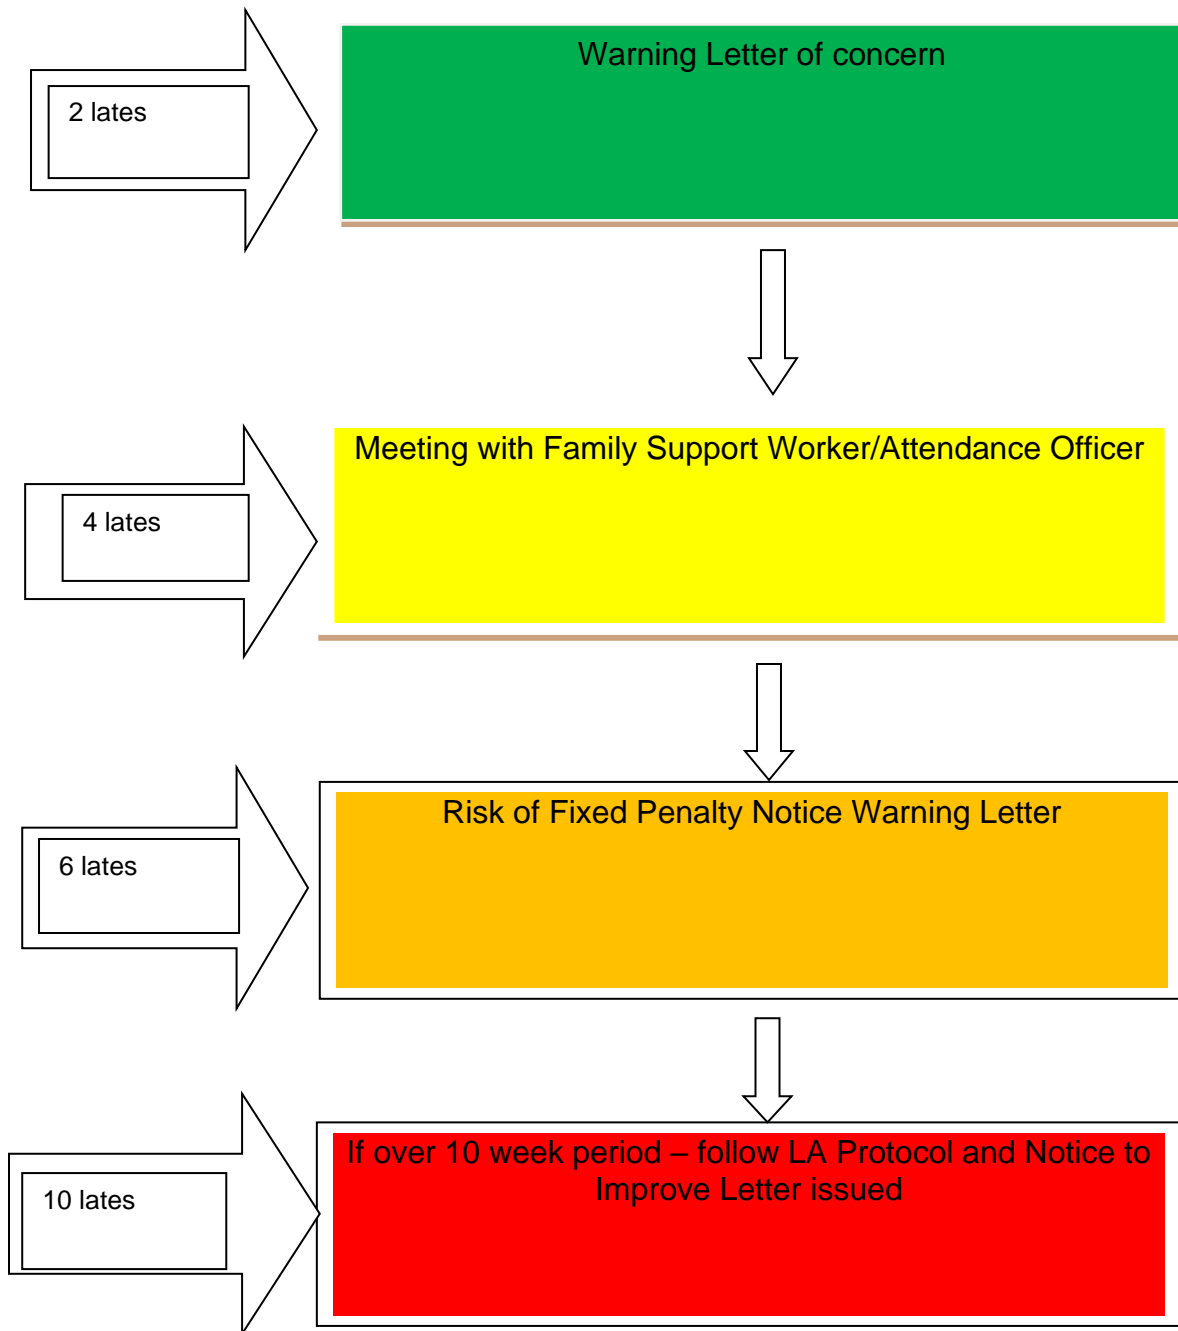 2 lates
Warning Letter of concern
4 lates
Meeting with Family Support Worker/Attendance Officer
6 lates
Risk of Fixed Penalty Notice Warning Letter
10 lates
If over 10 week period – follow LA Protocol and Notice to
Improve Letter issued